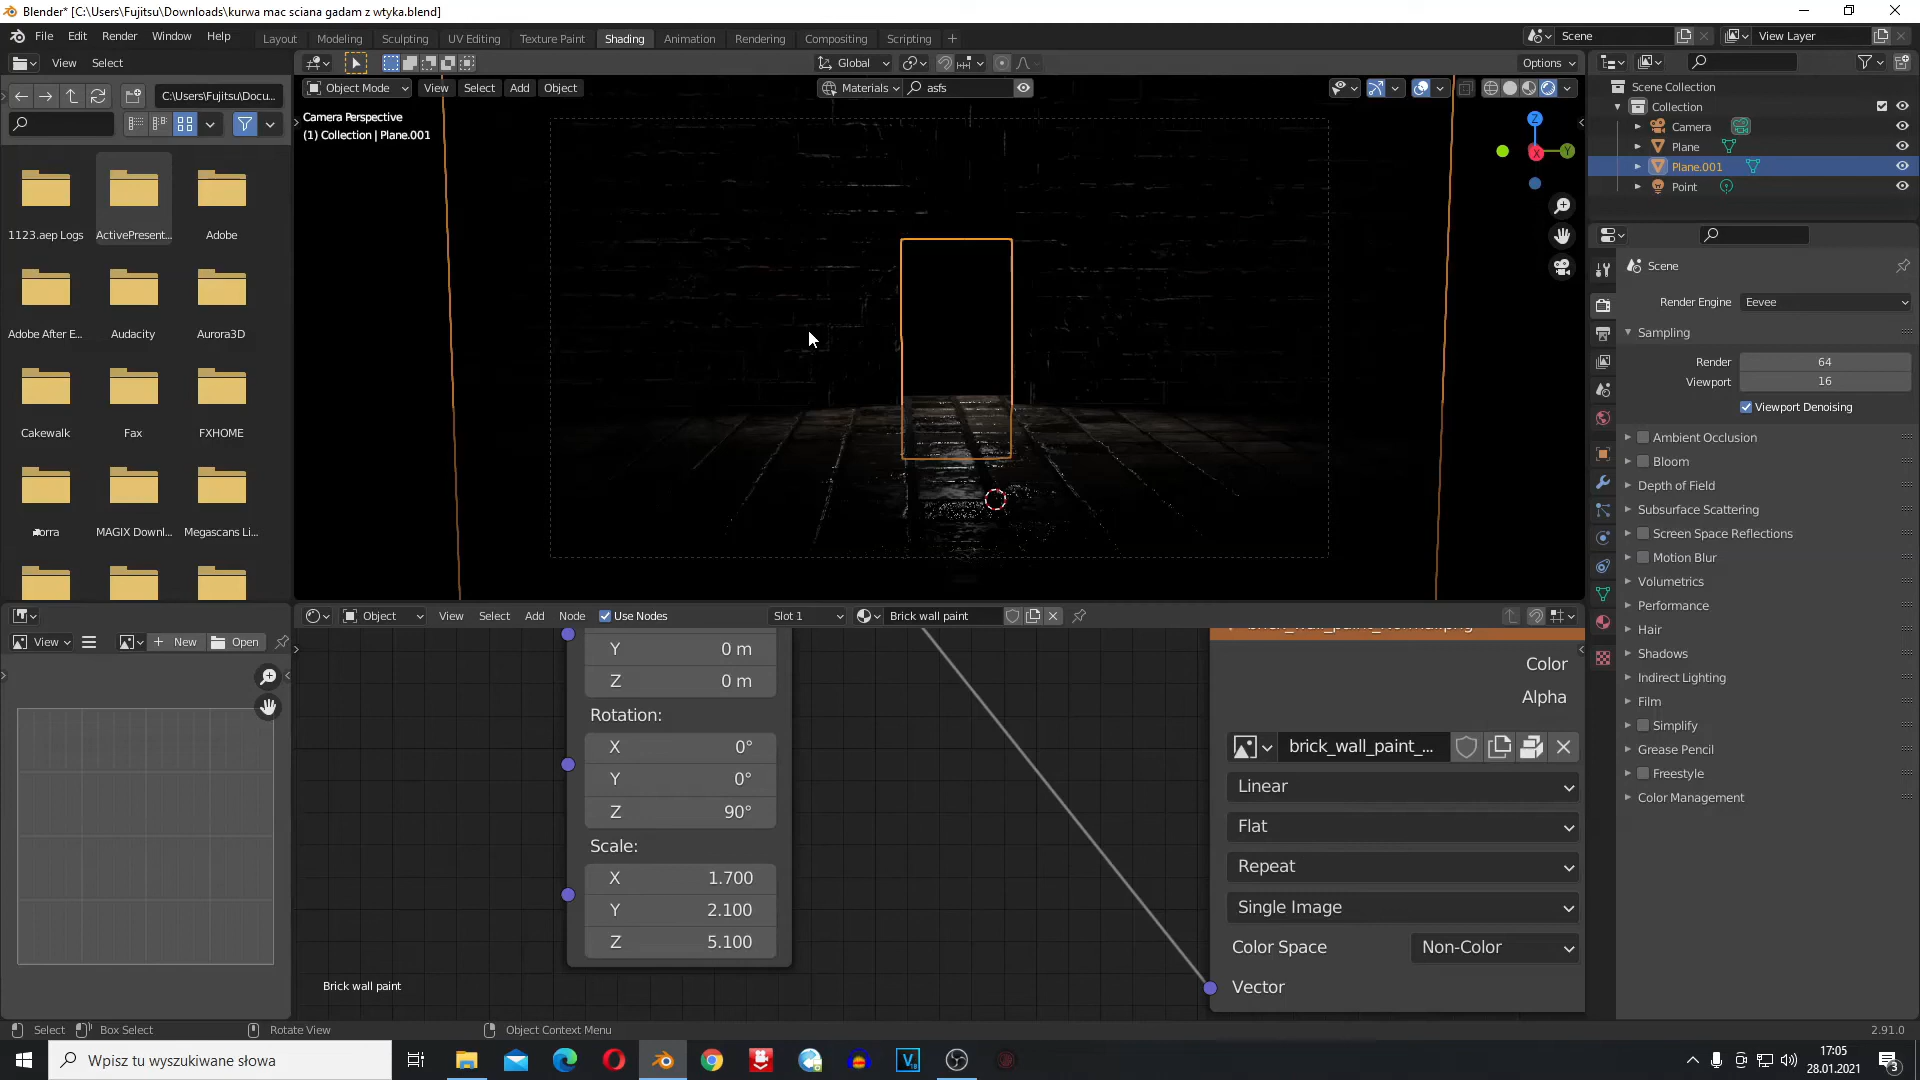 Blender* [C:\Users\Fujitsu\Downloads\kurwa mac sciana gadam z wtyka.blend]
File Edit Render Window Help
Layout Modeling Sculpting UV Editing Texture Paint Shading Animation Rendering Compositing Scripting
Scene
View Layer
View Select
Global
Options
C:\Users\Fujitsu\Docu...
Object Mode View Select Add Object
Materials
asfs
Camera Perspective
(1) Collection | Plane.001
Scene Collection
Collection
Camera
Plane
Plane.001
Point
1123.aep Logs
ActivePresent...
Adobe
Adobe After E...
Audacity
Aurora3D
Cakewalk
Fax
FXHOME
MAGIX Downl...
Megascans Li...
Z
Y
X
Scene
Render Engine
Eevee
Sampling
Render 64
Viewport 16
Viewport Denoising
Ambient Occlusion
Bloom
Depth of Field
Subsurface Scattering
Screen Space Reflections
Motion Blur
Volumetrics
Performance
Hair
Shadows
Indirect Lighting
Film
Simplify
Grease Pencil
Freestyle
Color Management
View
New
Open
Object View Select Add Node Use Nodes Slot 1 Brick wall paint
Y 0 m
Z 0 m
Rotation:
X 0°
Y 0°
Z 90°
Scale:
X 1.700
Y 2.100
Z 5.100
Color
Alpha
brick_wall_paint_...
Linear
Flat
Repeat
Single Image
Color Space Non-Color
Vector
Brick wall paint
Select Box Select Rotate View Object Context Menu
2.91.0
Wpisz tu wyszukiwane słowa
17:05
28.01.2021
3